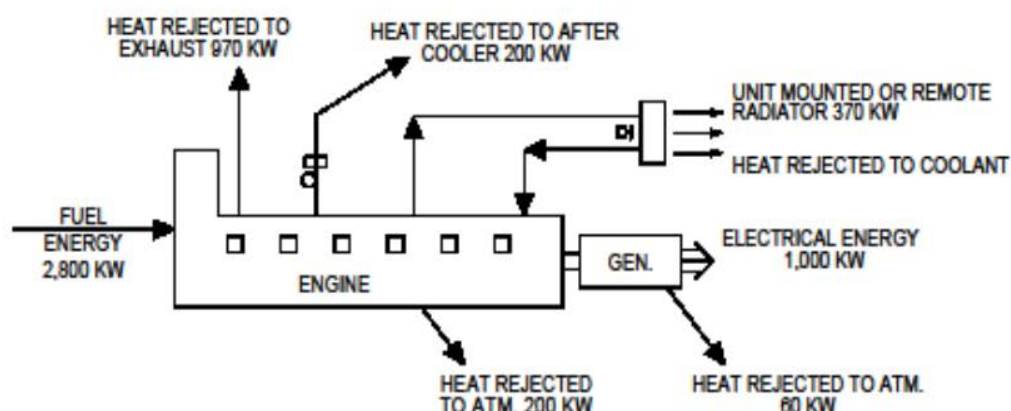 HEAT REJECTED TO
EXHAUST 970 KW
HEAT REJECTED TO AFTER
COOLER 200 KW
UNIT MOUNTED OR REMOTE
RADIATOR 370 KW
HEAT REJECTED TO COOLANT
FUEL
ENERGY
2,800 KW
ENGINE
GEN.
ELECTRICAL ENERGY
1,000 KW
HEAT REJECTED
TO ATM. 200 KW
HEAT REJECTED TO ATM.
60 KW